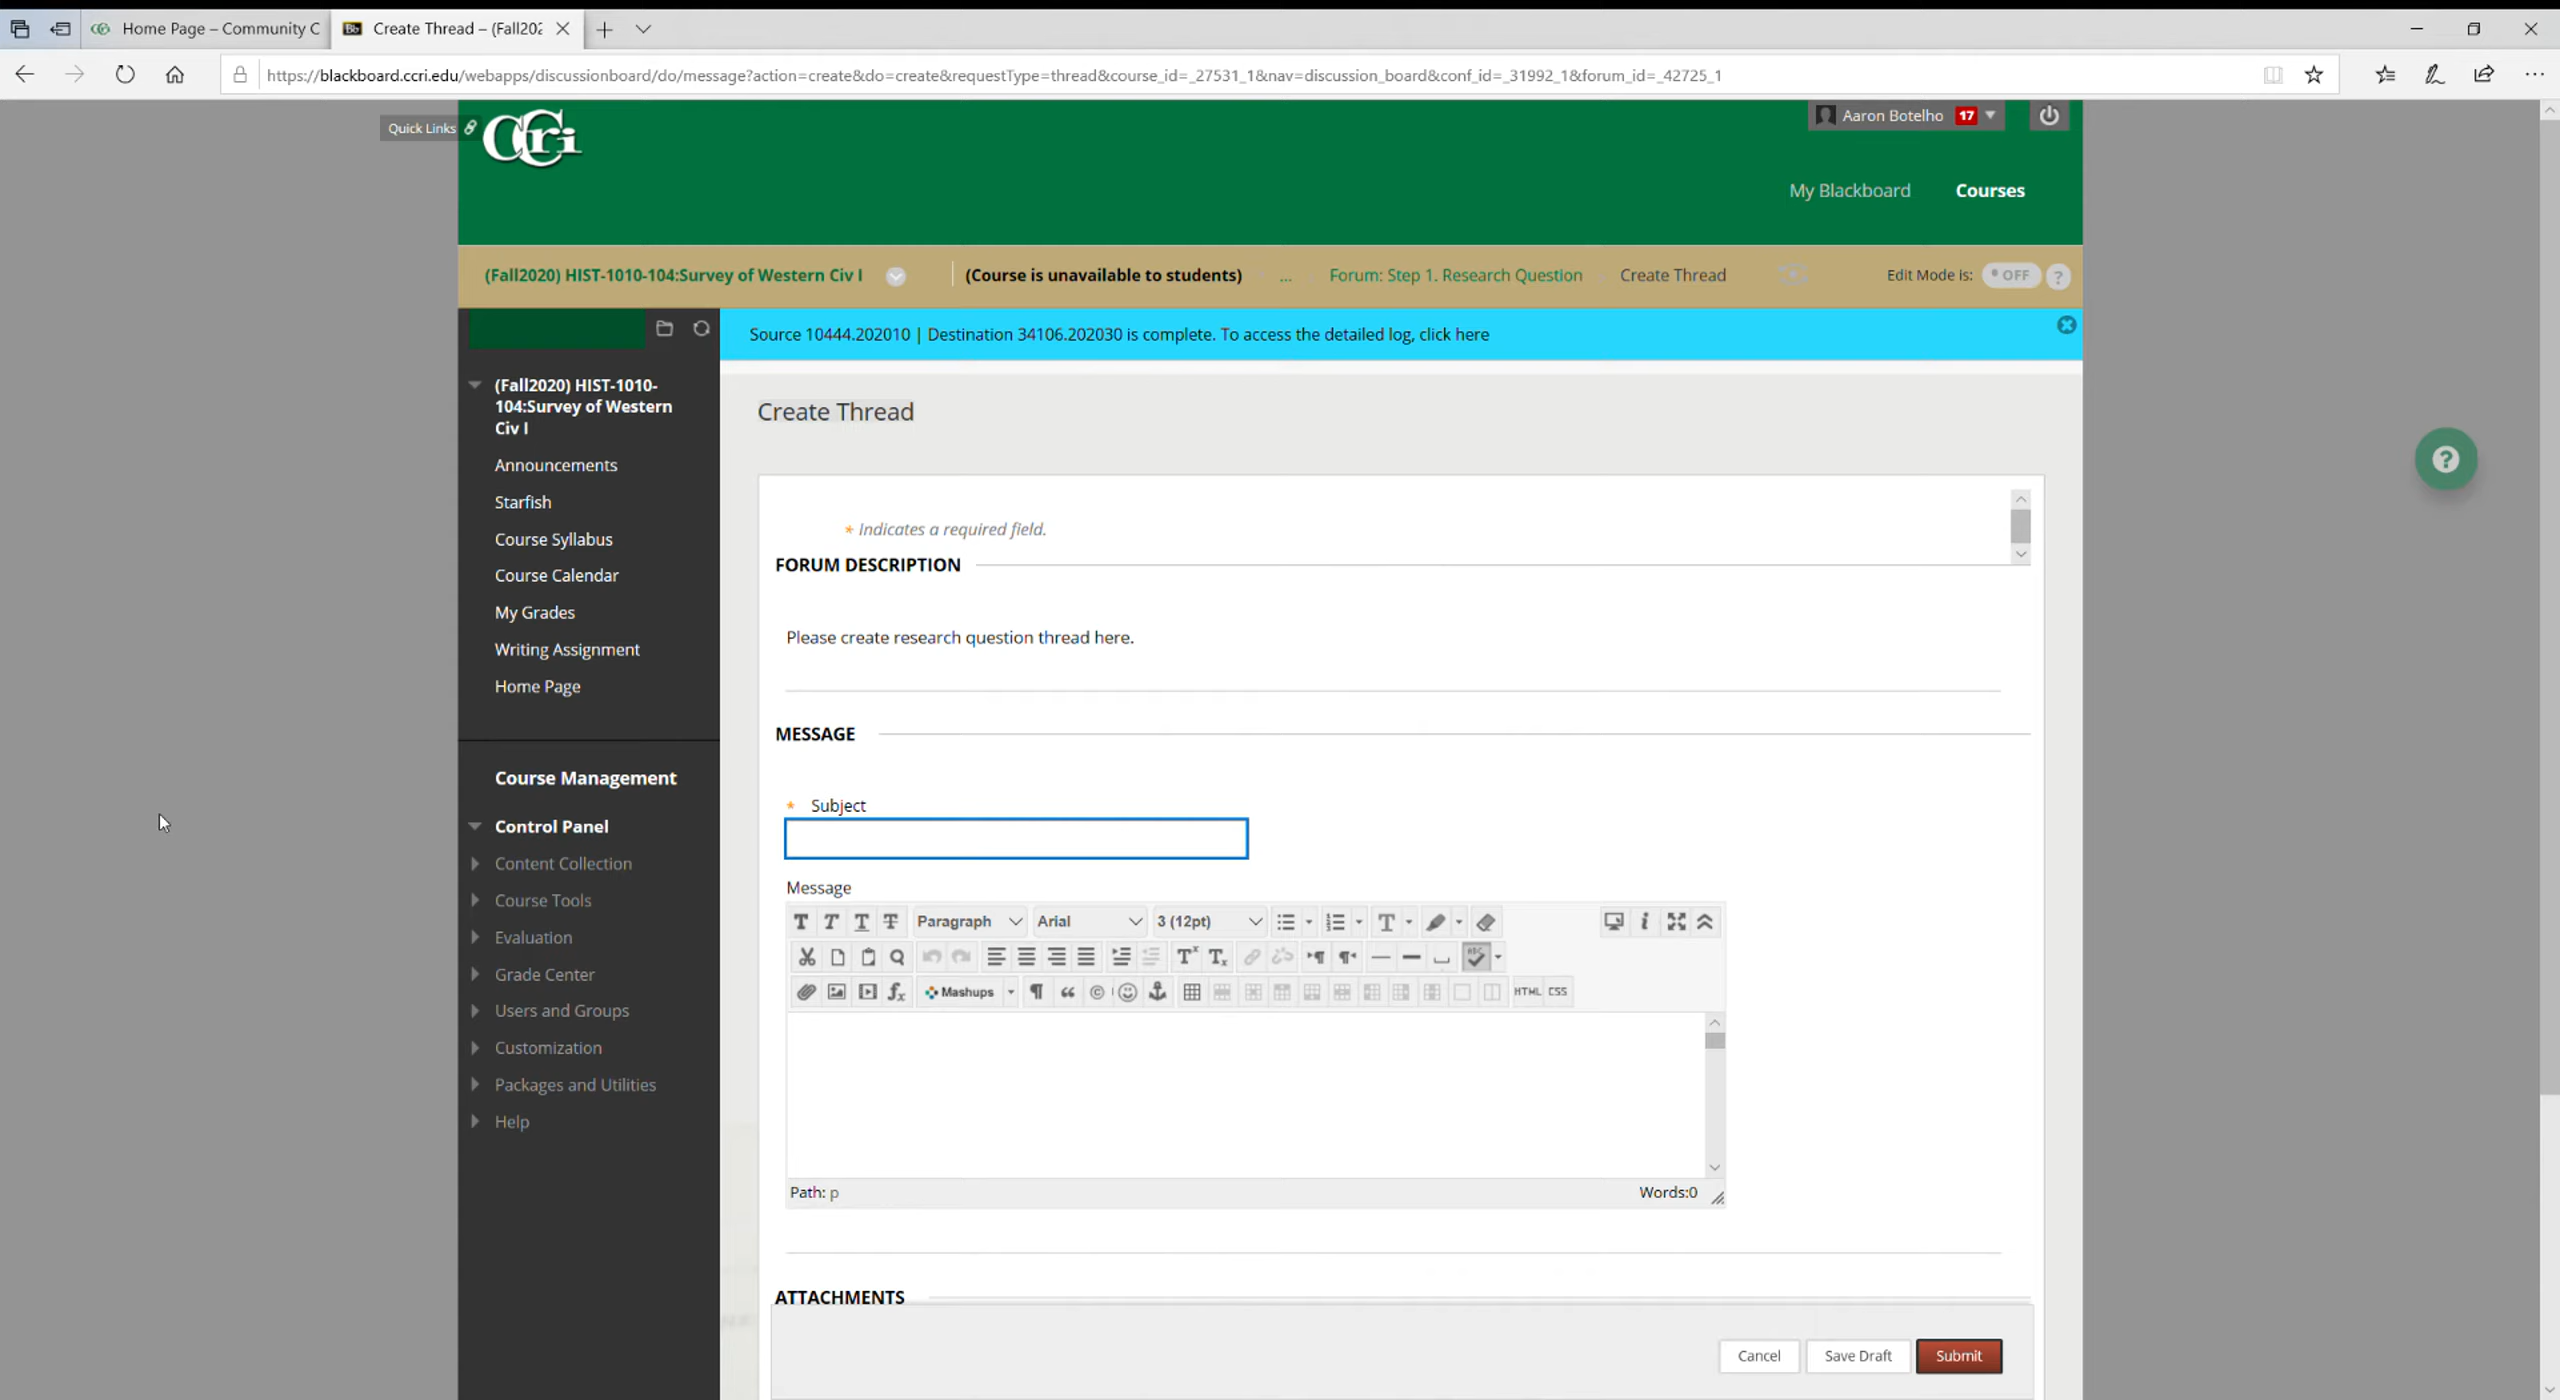 Home Page – Community C
Create Thread – (Fall202
https://blackboard.ccri.edu/webapps/discussionboard/do/message?action=create&do=create&requestType=thread&course_id=_27531_1&nav=discussion_board&conf_id=_31992_1&forum_id=_42725_1
Quick Links
CCri
Aaron Botelho 17
My Blackboard Courses
(Fall2020) HIST-1010-104:Survey of Western Civ I (Course is unavailable to students) ... Forum: Step 1. Research Question Create Thread Edit Mode is: OFF ?
Source 10444.202010 | Destination 34106.202030 is complete. To access the detailed log, click here
(Fall2020) HIST-1010-
104:Survey of Western
Civ I
Announcements
Starfish
Course Syllabus
Course Calendar
My Grades
Writing Assignment
Home Page
Course Management
Control Panel
Content Collection
Course Tools
Evaluation
Grade Center
Users and Groups
Customization
Packages and Utilities
Help
Create Thread
* Indicates a required field.
FORUM DESCRIPTION
Please create research question thread here.
MESSAGE
* Subject
Message
T T T T Paragraph Arial 3 (12pt) T
ABC
Mashups HTML CSS
Path: p Words:0
ATTACHMENTS
Cancel Save Draft Submit